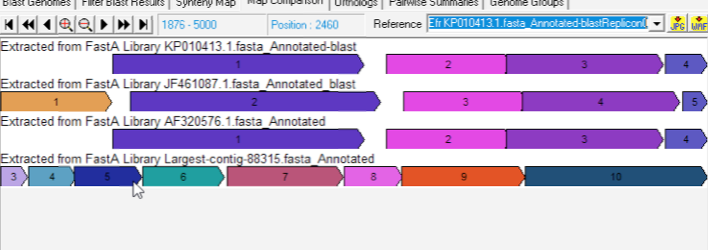 Blast Genomes Filter Blast Results Synteny Map Map Comparison Orthologs Pairwise Summaries Genome Groups
1876 - 5000 Position : 2460 Reference Efr KP010413.1.fasta_Annotated-blastReplicon( JPG WMF
Extracted from FastA Library KP010413.1.fasta_Annotated-blast
1 2 3 4
Extracted from FastA Library JF461087.1.fasta_Annotated_blast
1 2 3 4 5
Extracted from FastA Library AF320576.1.fasta_Annotated
1 2 3 4
Extracted from FastA Library Largest-contig-88315.fasta_Annotated
3 4 5 6 7 8 9 10